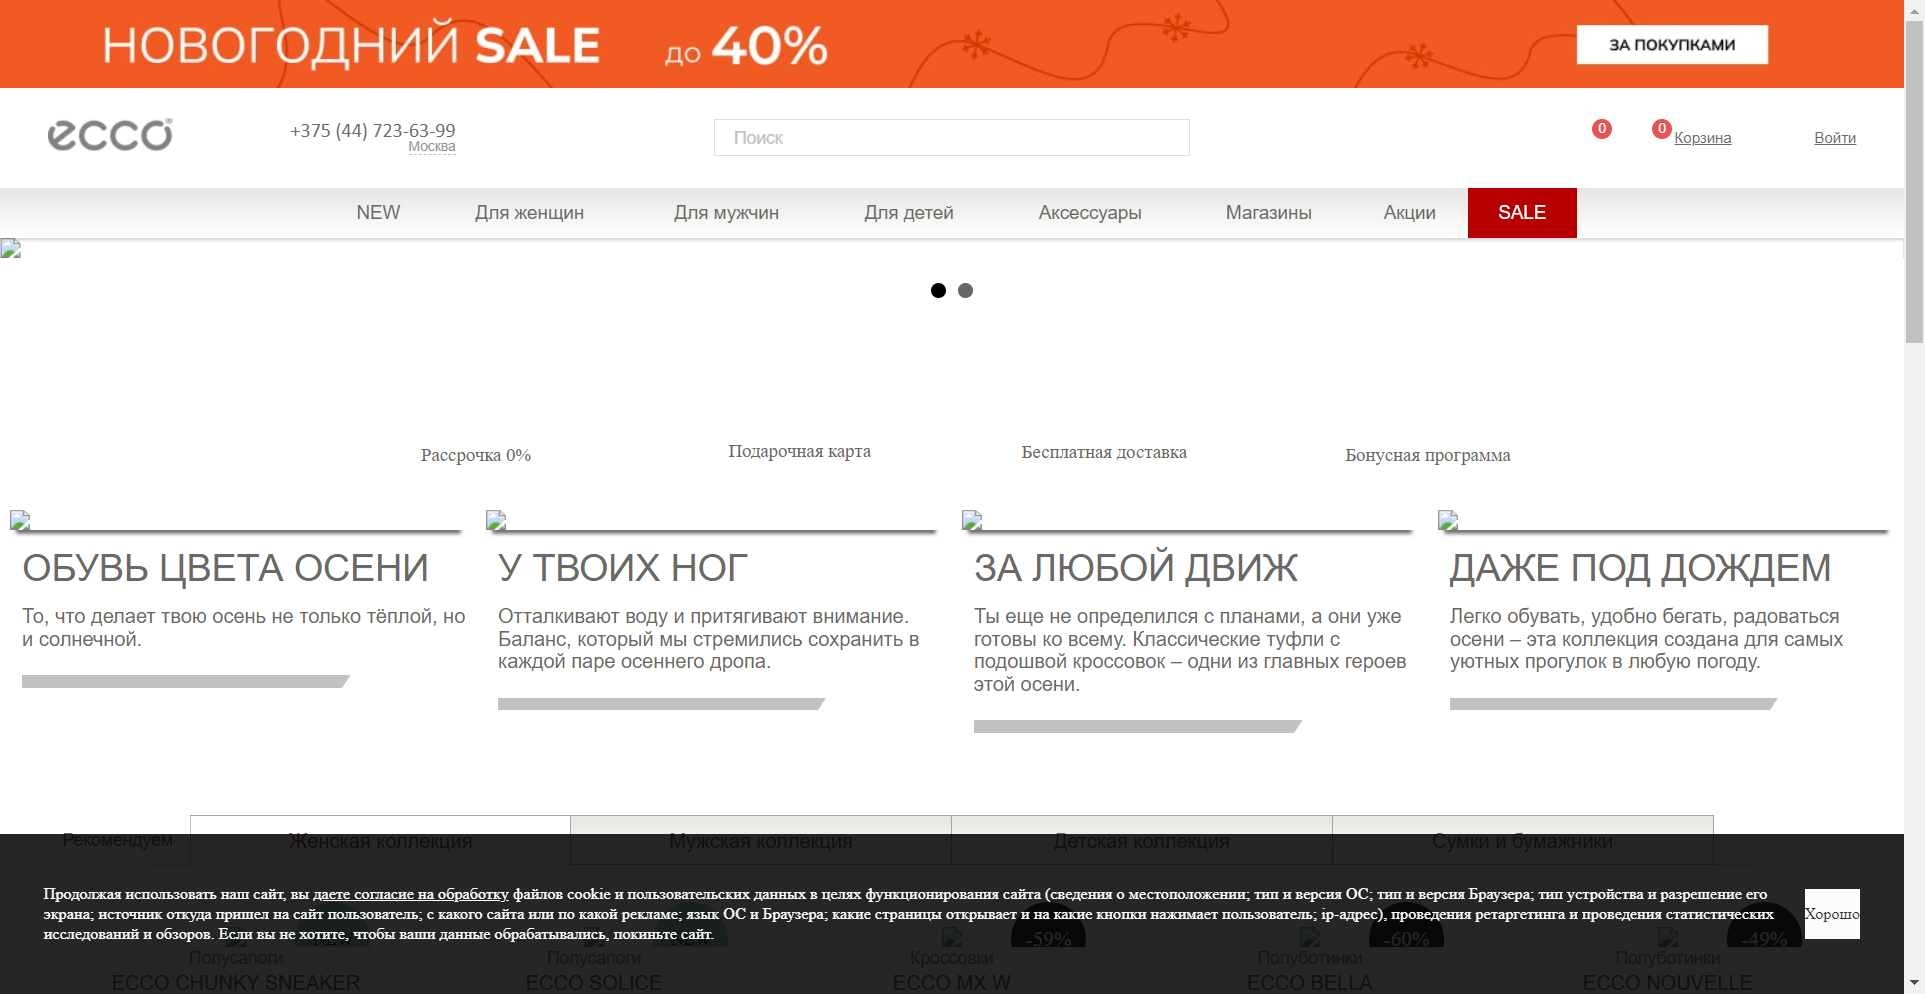 НОВОГОДНИЙ SALE до 40%
ЗА ПОКУПКАМИ
ecco
+375 (44) 723-63-99
Москва
Поиск
0
0
Корзина
Войти
NEW
Для женщин
Для мужчин
Для детей
Аксессуары
Магазины
Акции
SALE
Рассрочка 0%
Подарочная карта
Бесплатная доставка
Бонусная программа
ОБУВЬ ЦВЕТА ОСЕНИ
То, что делает твою осень не только тёплой, но
и солнечной.
У ТВОИХ НОГ
Отталкивают воду и притягивают внимание.
Баланс, который мы стремились сохранить в
каждой паре осеннего дропа.
ЗА ЛЮБОЙ ДВИЖ
Ты еще не определился с планами, а они уже
готовы ко всему. Классические туфли с
подошвой кроссовок – одни из главных героев
этой осени.
ДАЖЕ ПОД ДОЖДЕМ
Легко обувать, удобно бегать, радоваться
осени – эта коллекция создана для самых
уютных прогулок в любую погоду.
Рекомендуем
Женская коллекция
Мужская коллекция
Детская коллекция
Сумки и бумажники
Продолжая использовать наш сайт, вы даете согласие на обработку файлов cookie и пользовательских данных в целях функционирования сайта (сведения о местоположении; тип и версия ОС; тип и версия Браузера; тип устройства и разрешение его
экрана; источник откуда пришел на сайт пользователь; с какого сайта или по какой рекламе; язык ОС и Браузера; какие страницы открывает и на какие кнопки нажимает пользователь; ip-адрес), проведения ретаргетинга и проведения статистических
исследований и обзоров. Если вы не хотите, чтобы ваши данные обрабатывались, покиньте сайт.
Хорошо
NEW
Полусапоги
ECCO CHUNKY SNEAKER
NEW
Полусапоги
ECCO SOLICE
-59%
Кроссовки
ECCO MX W
-60%
Полуботинки
ECCO BELLA
-49%
Полуботинки
ECCO NOUVELLE